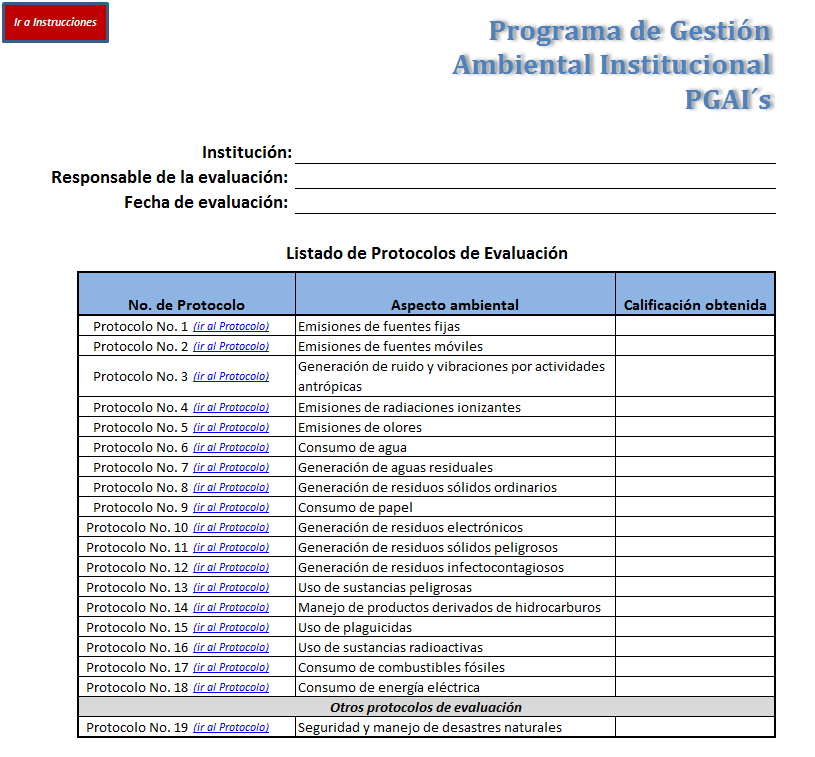 Ir a Instrucciones
Programa de Gestión
Ambiental Institucional
PGAI´s
Institución:
Responsable de la evaluación:
Fecha de evaluación:
Listado de Protocolos de Evaluación
No. de Protocolo Aspecto ambiental Calificación obtenida
Protocolo No. 1 (ir al Protocolo) Emisiones de fuentes fijas
Protocolo No. 2 (ir al Protocolo) Emisiones de fuentes móviles
Protocolo No. 3 (ir al Protocolo) Generación de ruido y vibraciones por actividades
antrópicas
Protocolo No. 4 (ir al Protocolo) Emisiones de radiaciones ionizantes
Protocolo No. 5 (ir al Protocolo) Emisiones de olores
Protocolo No. 6 (ir al Protocolo) Consumo de agua
Protocolo No. 7 (ir al Protocolo) Generación de aguas residuales
Protocolo No. 8 (ir al Protocolo) Generación de residuos sólidos ordinarios
Protocolo No. 9 (ir al Protocolo) Consumo de papel
Protocolo No. 10 (ir al Protocolo) Generación de residuos electrónicos
Protocolo No. 11 (ir al Protocolo) Generación de residuos sólidos peligrosos
Protocolo No. 12 (ir al Protocolo) Generación de residuos infectocontagiosos
Protocolo No. 13 (ir al Protocolo) Uso de sustancias peligrosas
Protocolo No. 14 (ir al Protocolo) Manejo de productos derivados de hidrocarburos
Protocolo No. 15 (ir al Protocolo) Uso de plaguicidas
Protocolo No. 16 (ir al Protocolo) Uso de sustancias radioactivas
Protocolo No. 17 (ir al Protocolo) Consumo de combustibles fósiles
Protocolo No. 18 (ir al Protocolo) Consumo de energía eléctrica
Otros protocolos de evaluación
Protocolo No. 19 (ir al Protocolo) Seguridad y manejo de desastres naturales